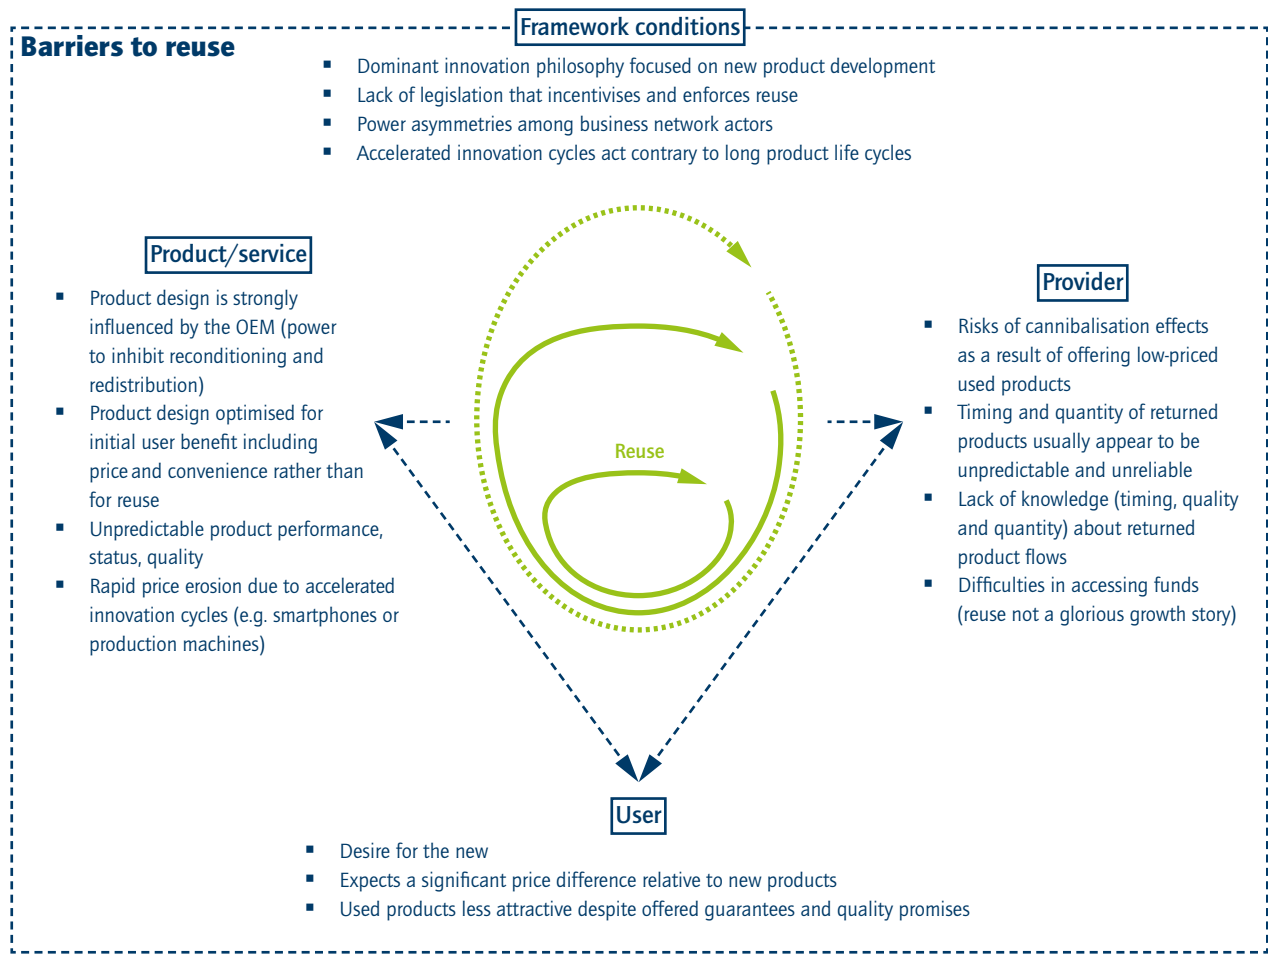 Framework conditions
Barriers to reuse
▪ Dominant innovation philosophy focused on new product development
▪ Lack of legislation that incentivises and enforces reuse
▪ Power asymmetries among business network actors
▪ Accelerated innovation cycles act contrary to long product life cycles
Product/service
▪ Product design is strongly
influenced by the OEM (power
to inhibit reconditioning and
redistribution)
▪ Product design optimised for
initial user benefit including
price and convenience rather than
for reuse
▪ Unpredictable product performance,
status, quality
▪ Rapid price erosion due to accelerated
innovation cycles (e.g. smartphones or
production machines)
Reuse
Provider
▪ Risks of cannibalisation effects
as a result of offering low-priced
used products
▪ Timing and quantity of returned
products usually appear to be
unpredictable and unreliable
▪ Lack of knowledge (timing, quality
and quantity) about returned
product flows
▪ Difficulties in accessing funds
(reuse not a glorious growth story)
User
▪ Desire for the new
▪ Expects a significant price difference relative to new products
▪ Used products less attractive despite offered guarantees and quality promises